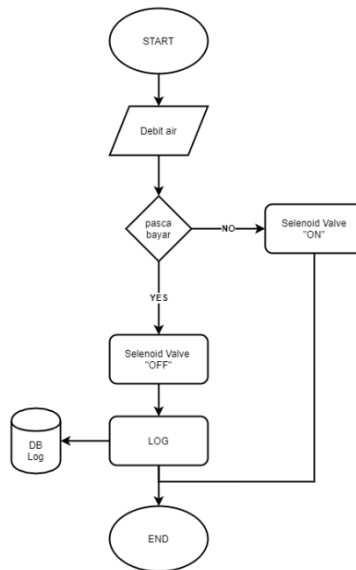 START
Debit air
pasca
bayar
NO
Selenoid Valve
"ON"
YES
Selenoid Valve
"OFF"
DB
Log
LOG
END